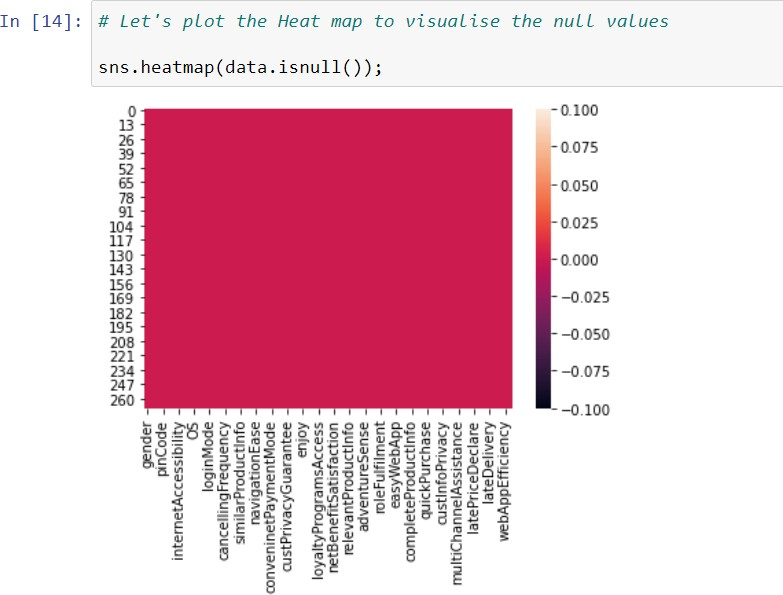 In [14]: # Let's plot the Heat map to visualise the null values
sns.heatmap(data.isnull());
0
13
26
39
52
65
78
91
104
117
130
143
156
169
182
195
208
221
234
247
260
0.100
0.075
0.050
0.025
0.000
−0.025
−0.050
−0.075
−0.100
gender
pinCode
internetAccessibility
OS
loginMode
cancellingFrequency
similarProductInfo
navigationEase
conveninetPaymentMode
custPrivacyGuarantee
enjoy
loyaltyProgramsAccess
netBenefitSatisfaction
relevantProductInfo
adventureSense
roleFulfilment
easyWebApp
completeProductInfo
quickPurchase
custInfoPrivacy
multiChannelAssistance
latePriceDeclare
lateDelivery
webAppEfficiency